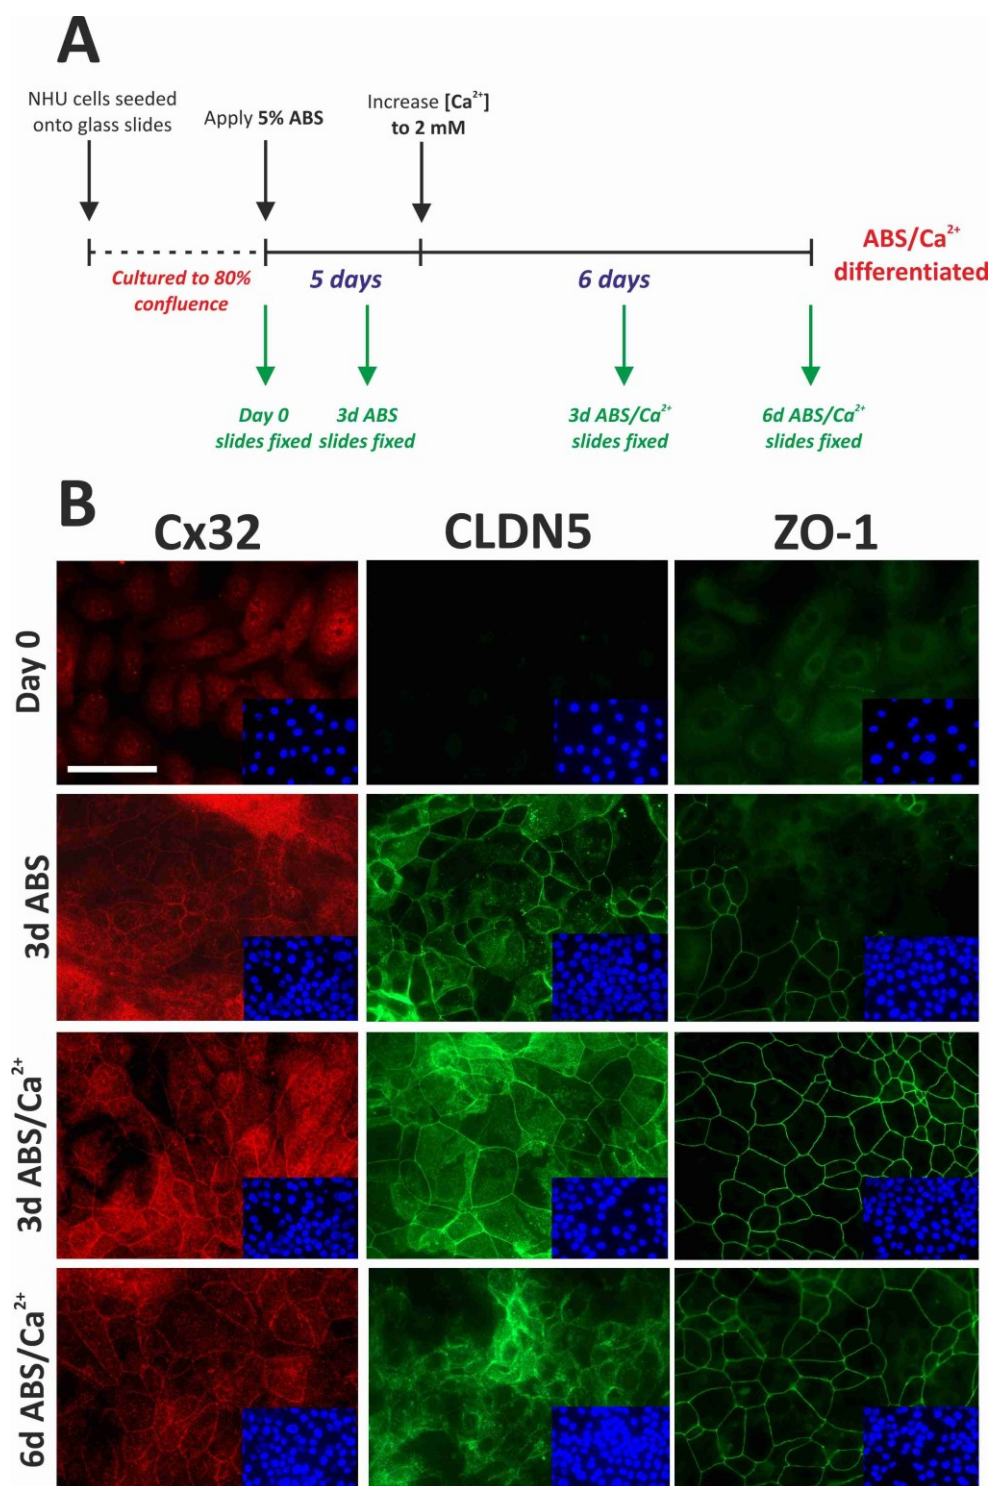 A
NHU cells seeded
onto glass slides
Apply 5% ABS
Increase [Ca²⁺]
to 2 mM
Cultured to 80%
confluence
5 days
6 days
ABS/Ca²⁺
differentiated
Day 0
slides fixed
3d ABS
slides fixed
3d ABS/Ca²⁺
slides fixed
6d ABS/Ca²⁺
slides fixed
B
Cx32
CLDN5
ZO-1
Day 0
3d ABS
3d ABS/Ca²⁺
6d ABS/Ca²⁺